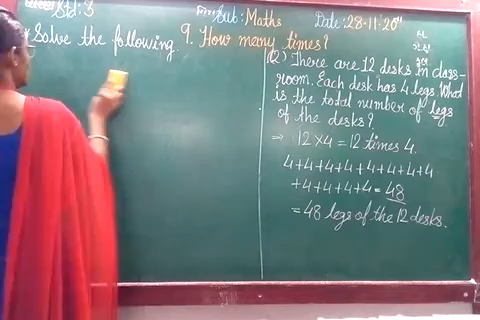 Std: 3
Sub: Maths
Date: 28-11-20
Solve the following.
9. How many times?
Q) There are 12 desks in class-
room. Each desk has 4 legs. What
is the total number of legs
of the desks?
⇒ 12 × 4 = 12 times 4.
4+4+4+4+4+4+4+4
+4+4+4+4 = 48
= 48 legs of the 12 desks.